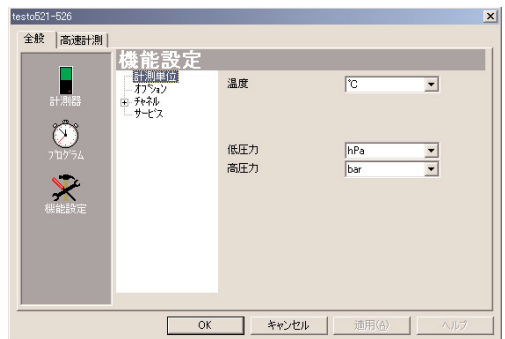 testo521-526
全般
高速計測
計測器
プログラム
機能設定
機能設定
計測単位
オプション
チャネル
サービス
温度
℃
低圧力
hPa
高圧力
bar
OK
キャンセル
適用(A)
ヘルプ